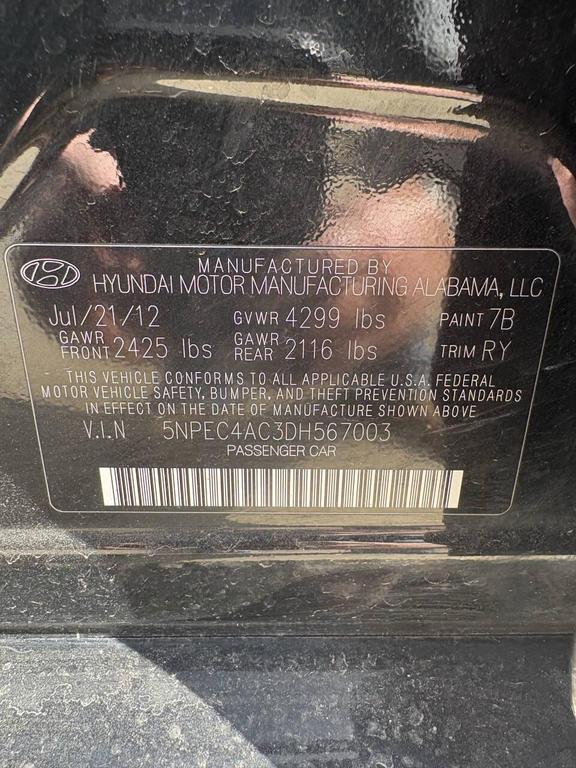 MANUFACTURED BY
HYUNDAI MOTOR MANUFACTURING ALABAMA, LLC
Jul/21/12 GVWR 4299 lbs PAINT 7B
GAWR FRONT 2425 lbs GAWR REAR 2116 lbs TRIM RY
THIS VEHICLE CONFORMS TO ALL APPLICABLE U.S.A. FEDERAL
MOTOR VEHICLE SAFETY, BUMPER, AND THEFT PREVENTION STANDARDS
IN EFFECT ON THE DATE OF MANUFACTURE SHOWN ABOVE
V.I.N 5NPEC4AC3DH567003
PASSENGER CAR